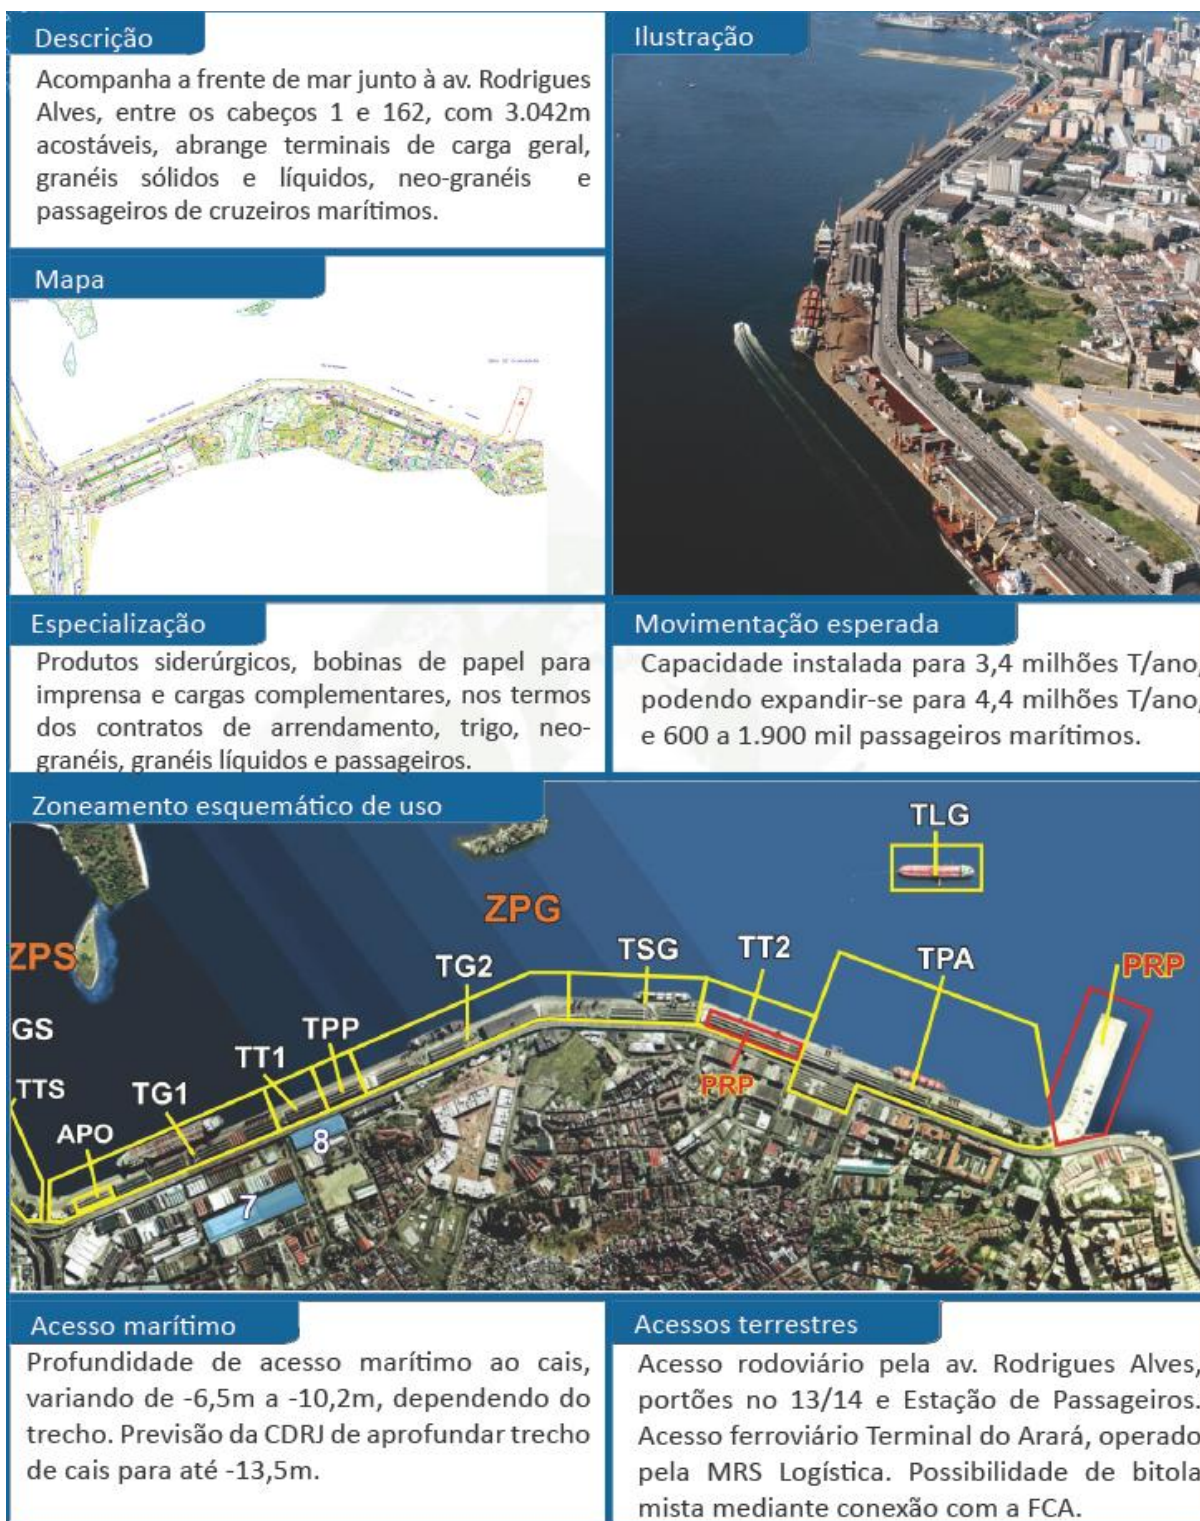 Descrição
Acompanha a frente de mar junto à av. Rodrigues
Alves, entre os cabeços 1 e 162, com 3.042m
acostáveis, abrange terminais de carga geral,
granéis sólidos e líquidos, neo-granéis e
passageiros de cruzeiros marítimos.
Ilustração
Mapa
Especialização
Produtos siderúrgicos, bobinas de papel para
imprensa e cargas complementares, nos termos
dos contratos de arrendamento, trigo, neo-
granéis, granéis líquidos e passageiros.
Movimentação esperada
Capacidade instalada para 3,4 milhões T/ano,
podendo expandir-se para 4,4 milhões T/ano,
e 600 a 1.900 mil passageiros marítimos.
Zoneamento esquemático de uso
TLG
ZPG
ZPS
TG2
TSG
TT2
TPA
PRP
GS
TPP
TT1
TTS
TG1
PRP
APO
8
7
Acesso marítimo
Profundidade de acesso marítimo ao cais,
variando de -6,5m a -10,2m, dependendo do
trecho. Previsão da CDRJ de aprofundar trecho
de cais para até -13,5m.
Acessos terrestres
Acesso rodoviário pela av. Rodrigues Alves,
portões no 13/14 e Estação de Passageiros.
Acesso ferroviário Terminal do Arará, operado
pela MRS Logística. Possibilidade de bitola
mista mediante conexão com a FCA.